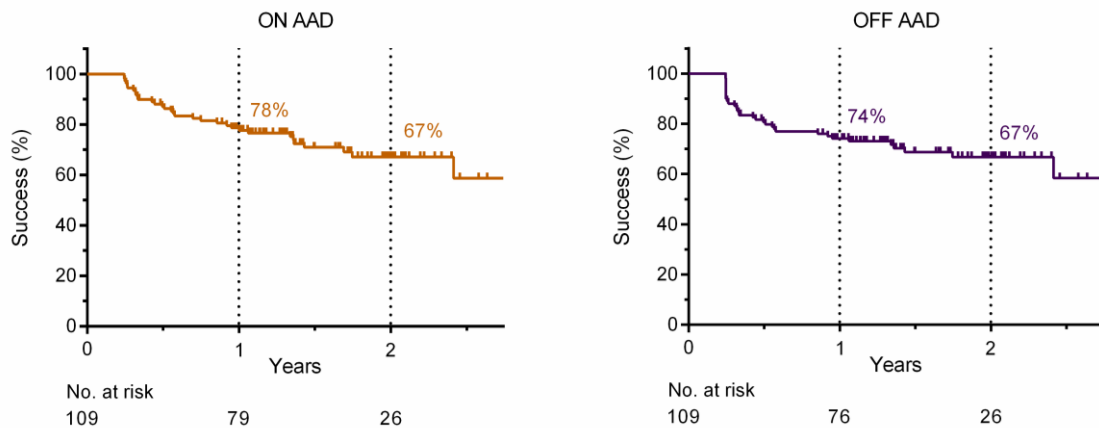 ON AAD
100
80
60
40
20
0
Success (%)
78%
67%
0 1 2
Years
No. at risk
109 79 26
OFF AAD
100
80
60
40
20
0
Success (%)
74%
67%
0 1 2
Years
No. at risk
109 76 26